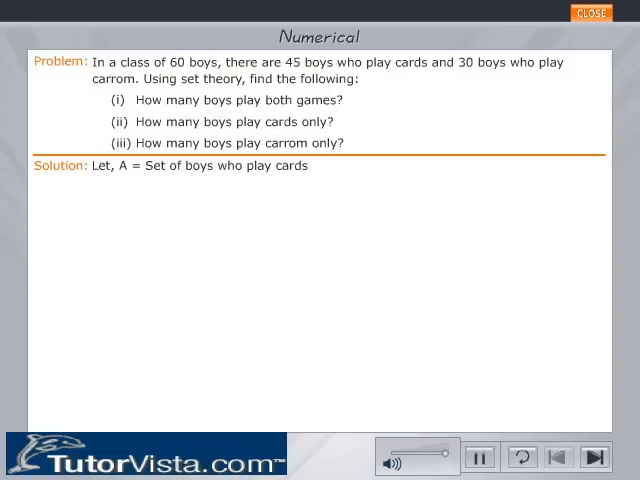 CLOSE
Numerical
Problem: In a class of 60 boys, there are 45 boys who play cards and 30 boys who play
carrom. Using set theory, find the following:
(i) How many boys play both games?
(ii) How many boys play cards only?
(iii) How many boys play carrom only?
Solution: Let, A = Set of boys who play cards
TutorVista.com™